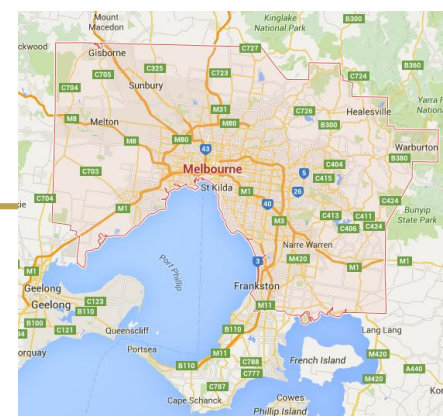 Mount
Macedon
Kinglake
National Park
B300
ckwood
Gisborne
C727
B360
C705
C325
C723
C724
C704
Sunbury
Yarra
M31
C726
Healesville
M8
Melton
M80
M80
B300
M8
43
Warburton
B380
Melbourne
C404
C703
5
C415
St Kilda
M1
26
C704
M1
40
C424
C413
C411
Bunyip
State Park
M3
C406
C424
Port Phillip
Narre Warren
3
M420
M1
M1
M1
Geelong
Frankston
Geelong
C123
M11
B110
B100
C121
Queenscliff
B110
Lang Lang
orquay
Portsea
M11
French Island
M420
B110
C788
M420
A440
C777
C787
Cowes
Cape Schanck
Phillip Island